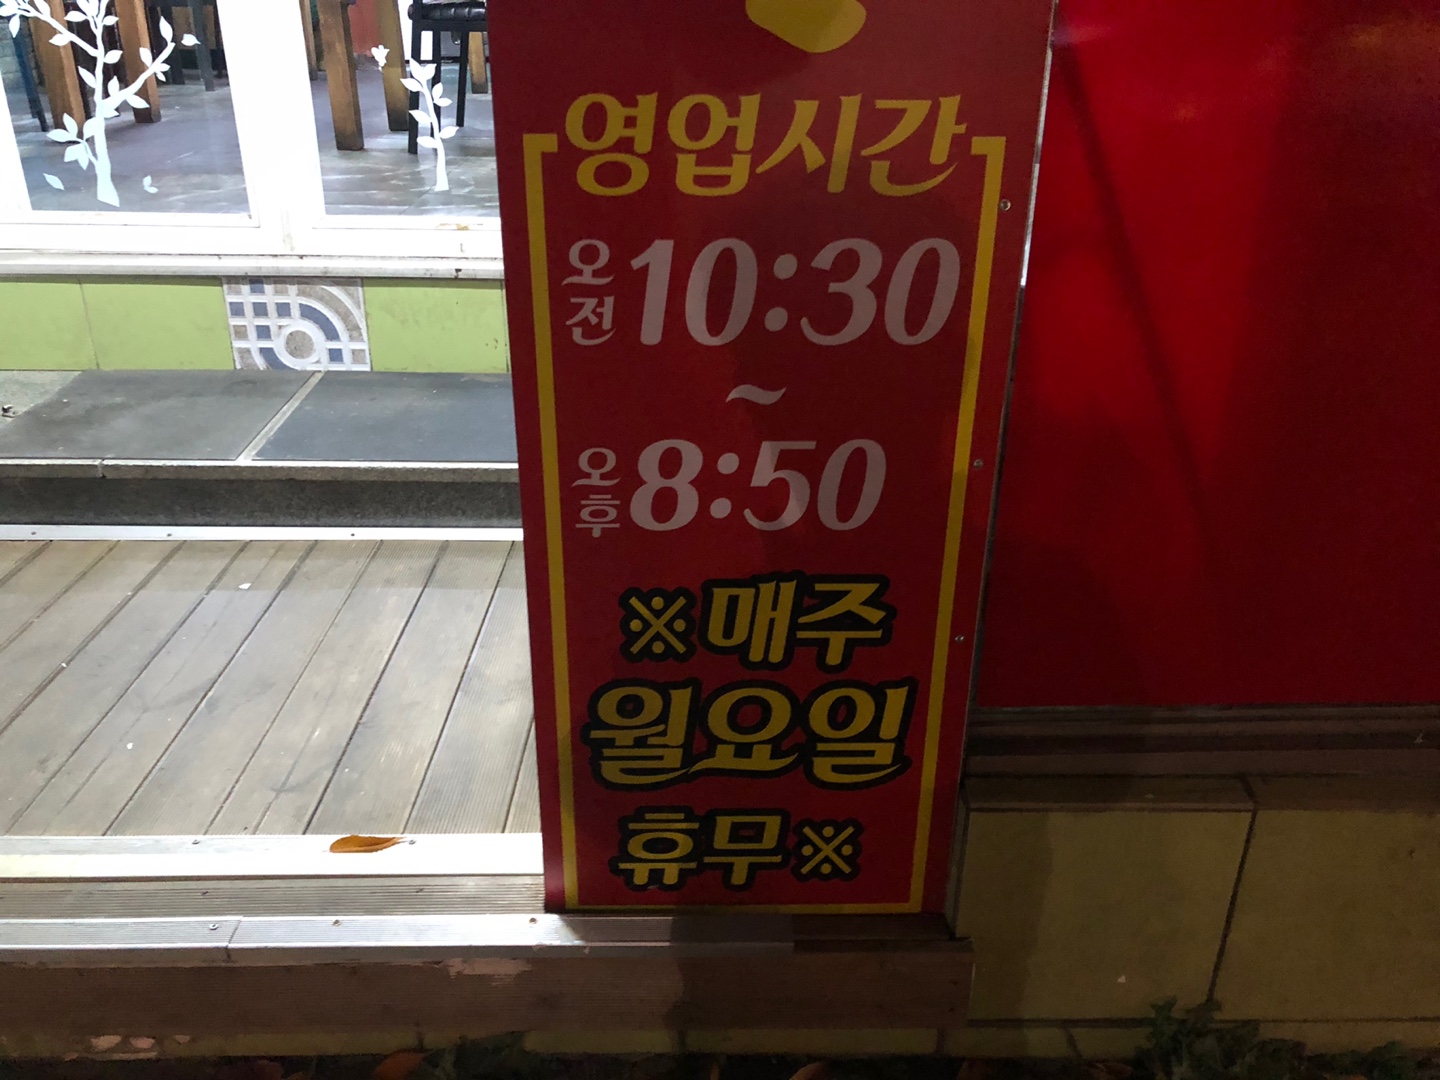 영업시간
오전 10:30
~
오후 8:50
※매주
월요일
휴무※